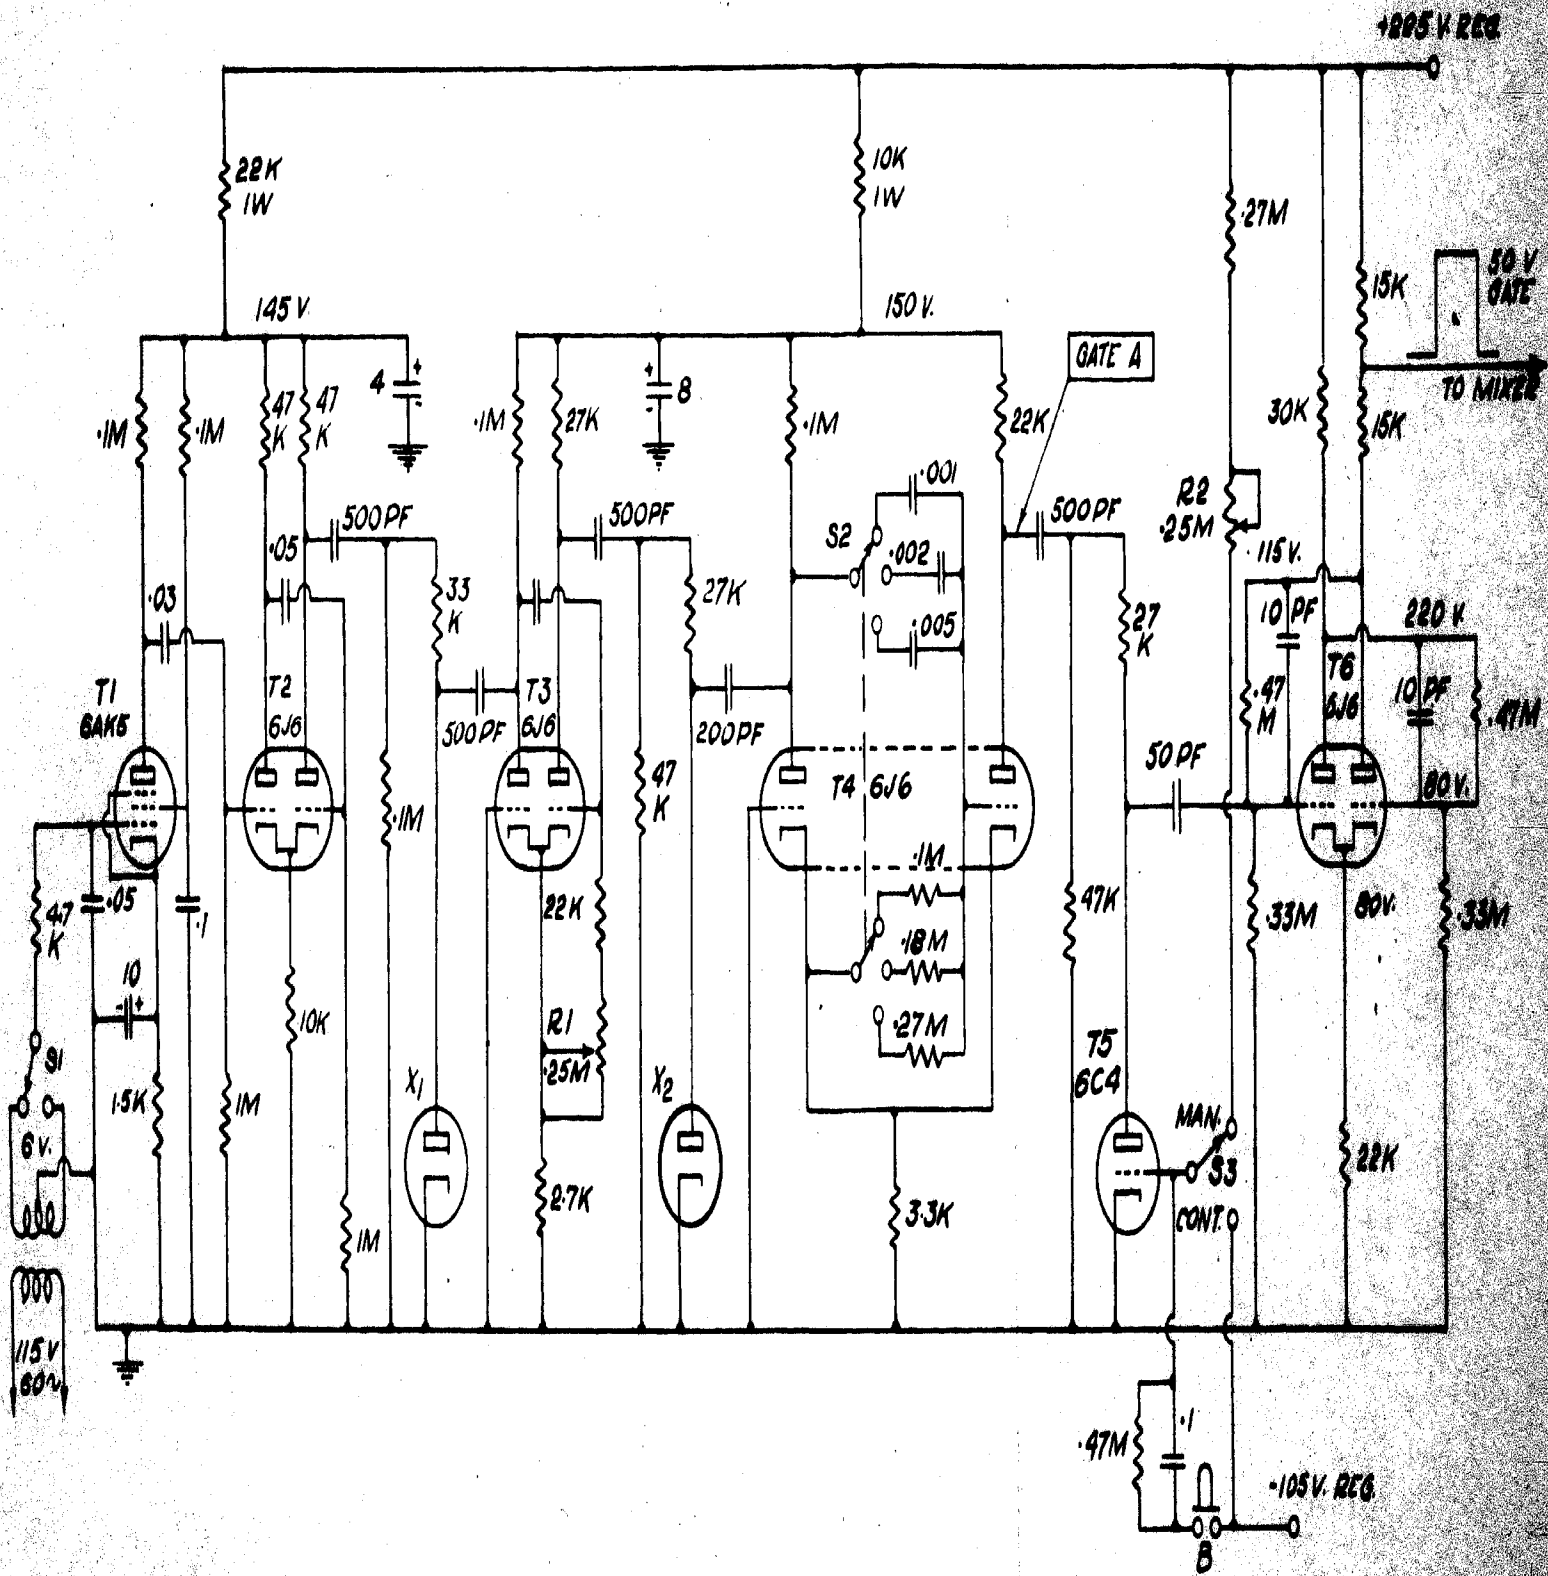 +225 V. REG.
22K
1W
10K
1W
.27M
50 V
GATE
15K
TO MIXER
145 V.
150 V.
GATE A
4
+
-
+
-
8
.1M
.1M
47
K
47
K
.1M
27K
.1M
22K
30K
15K
500PF
500PF
.001
500PF
R2
.25M
S2
.002
.005
115 V.
.05
.03
33
K
27K
27
K
10 PF
220 V.
T1
6AK5
T2
6J6
T3
6J6
500PF
200PF
T6
6J6
.47
M
10 PF
.47M
T4 6J6
50 PF
80V.
47
K
.1M
.1M
47
K
.05
.1
22K
.18M
47K
.33M
80V.
.33M
10
-
+
S1
10K
R1
.25M
.27M
T5
6C4
X1
X2
1.5K
1M
6 V.
MAN.
S3
22K
2.7K
3.3K
CONT.
1M
115 V
60~
.47M
.1
-105 V. REG.
B